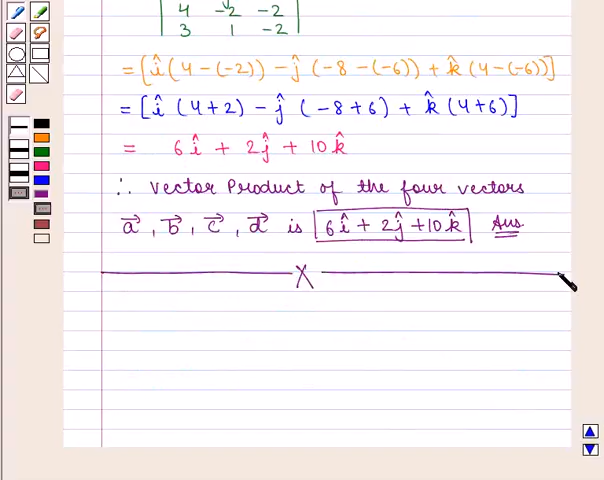 | 4 -2 -2 |
| 3 1 -2 |
= [î (4 - (-2)) - ĵ (-8 - (-6)) + k̂ (4 - (-6))]
= [î (4+2) - ĵ (-8+6) + k̂ (4+6)]
= 6î + 2ĵ + 10k̂
∴ Vector Product of the four vectors
a⃗, b⃗, c⃗, d⃗ is 6î + 2ĵ + 10k̂ Ans.
X